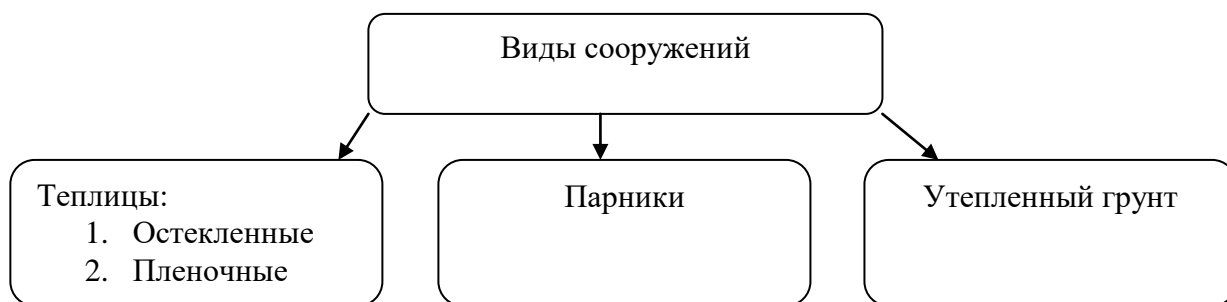 Виды сооружений
Теплицы:
1. Остекленные
2. Пленочные
Парники
Утепленный грунт